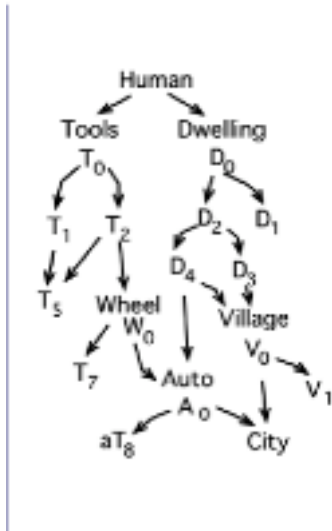 Human
Tools Dwelling
T0 D0
T1 T2 D2 D1
D4 D3
T5 Wheel Village
W0 V0
T7 Auto V1
A0
aT8 City